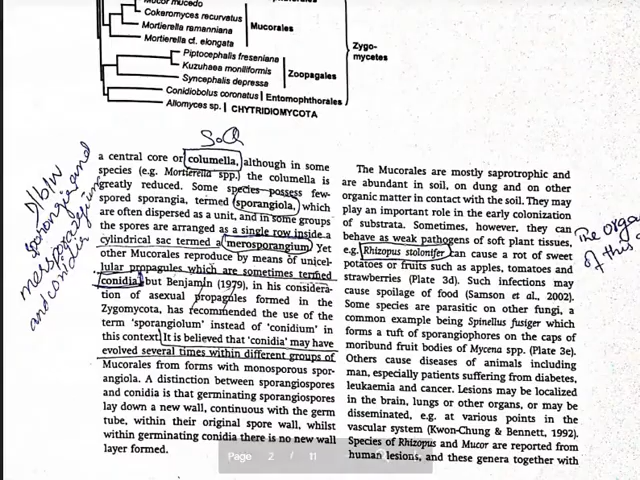 Mucor mucedo
Cokeromyces recurvatus
Mucorales
Mortierella ramanniana
Mortierella cf. elongata
Zygo-
mycetes
Piptocephalis freseniana
Kuzuhaea moniliformis
Zoopagales
Syncephalis depressa
Conidiobolus coronatus
Entomophthorales
Allomyces sp.
CHYTRIDIOMYCOTA
D/b/w
sporangia and
merosporangium
and conidia
a central core or columella, although in some
species (e.g. Mortierella spp.) the columella is
greatly reduced. Some species possess few-
spored sporangia, termed sporangiola, which
are often dispersed as a unit, and in some groups
the spores are arranged in a single row inside a
cylindrical sac termed a merosporangium. Yet
other Mucorales reproduce by means of unicel-
lular propagules which are sometimes termed
conidia, but Benjamin (1979), in his considera-
tion of asexual propagules formed in the
Zygomycota, has recommended the use of the
term 'sporangiolum' instead of 'conidium' in
this context. It is believed that 'conidia' may have
evolved several times within different groups of
Mucorales from forms with monosporous spor-
angiola. A distinction between sporangiospores
and conidia is that germinating sporangiospores
lay down a new wall, continuous with the germ
tube, within their original spore wall, whilst
within germinating conidia there is no new wall
layer formed.
The Mucorales are mostly saprotrophic and
are abundant in soil, on dung and on other
organic matter in contact with the soil. They may
play an important role in the early colonization
of substrata. Sometimes, however, they can
behave as weak pathogens of soft plant tissues,
e.g. Rhizopus stolonifer can cause a rot of sweet
potatoes or fruits such as apples, tomatoes and
strawberries (Plate 3d). Such infections may
cause spoilage of food (Samson et al., 2002).
Some species are parasitic on other fungi, a
common example being Spinellus fusiger which
forms a tuft of sporangiophores on the caps of
moribund fruit bodies of Mycena spp. (Plate 3e).
Others cause diseases of animals including
man, especially patients suffering from diabetes,
leukaemia and cancer. Lesions may be localized
in the brain, lungs or other organs, or may be
disseminated, e.g. at various points in the
vascular system (Kwon-Chung & Bennett, 1992).
Species of Rhizopus and Mucor are reported from
human lesions, and these genera together with
The orga
of this
Page 2 / 11